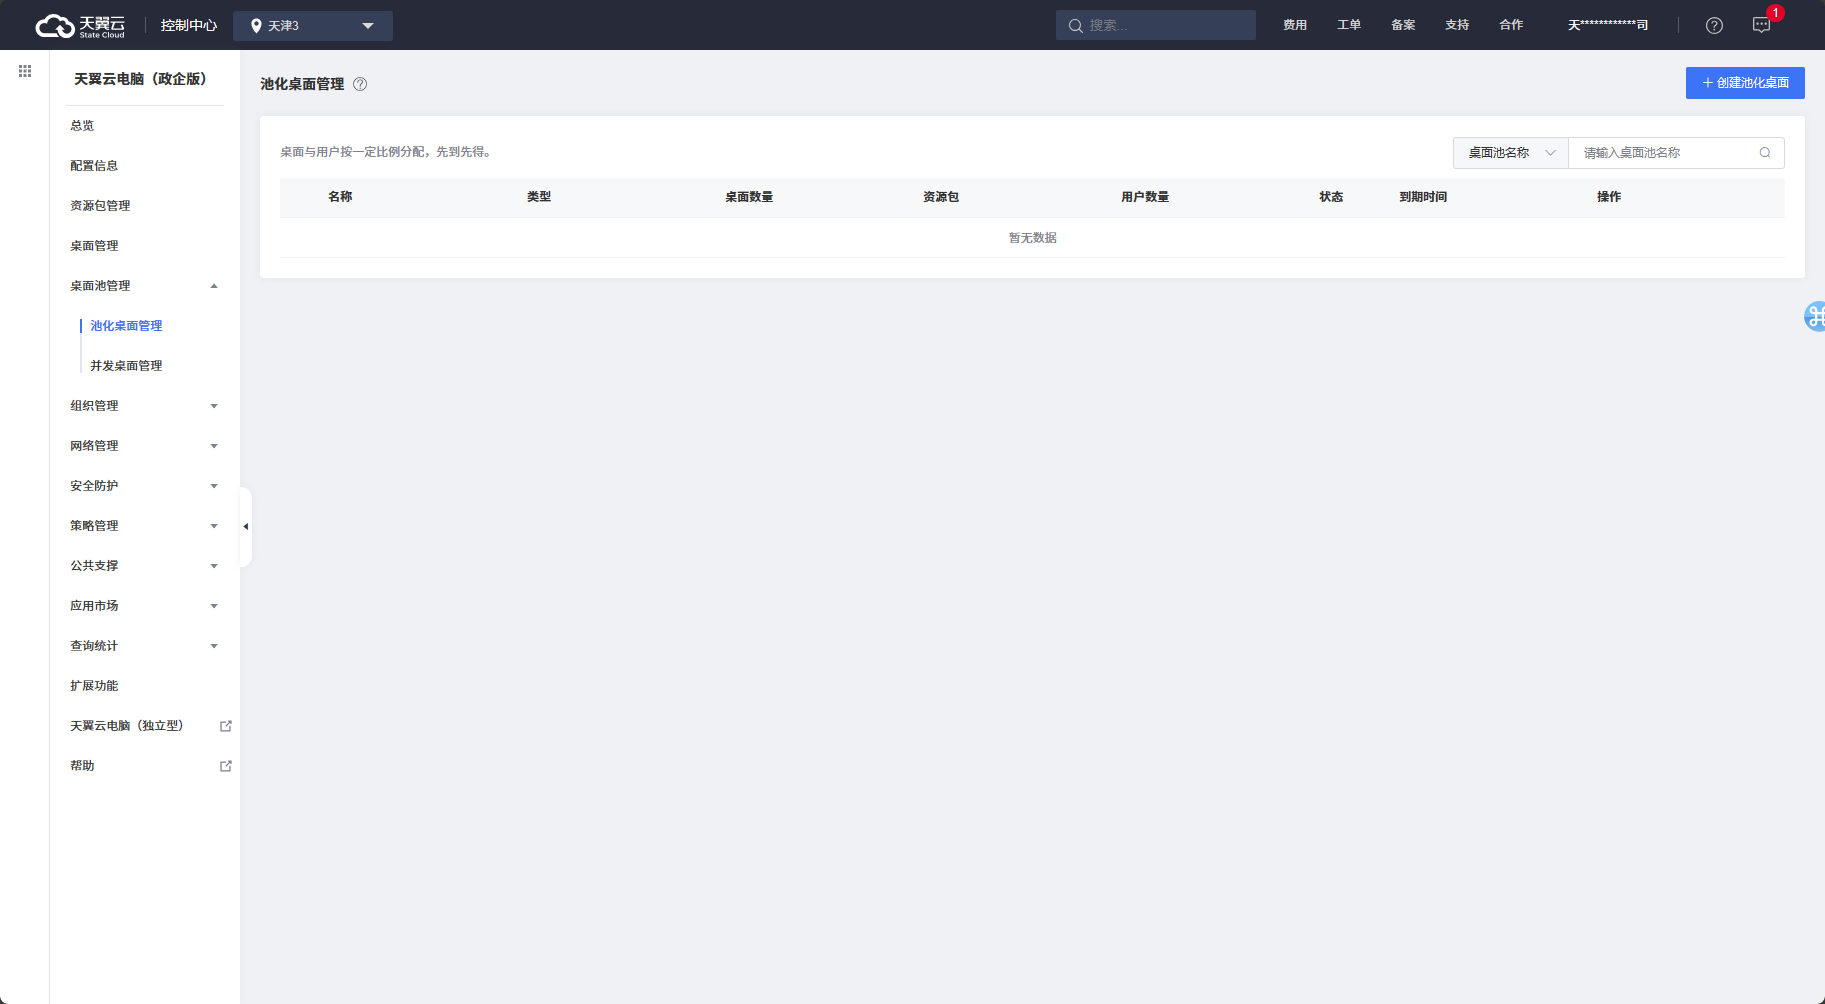 天翼云
State Cloud
控制中心
天津3
搜索...
费用
工单
备案
支持
合作
天************司
1
天翼云电脑（政企版）
总览
配置信息
资源包管理
桌面管理
桌面池管理
池化桌面管理
并发桌面管理
组织管理
网络管理
安全防护
策略管理
公共支撑
应用市场
查询统计
扩展功能
天翼云电脑（独立型）
帮助
池化桌面管理
创建池化桌面
桌面与用户按一定比例分配，先到先得。
桌面池名称
请输入桌面池名称
名称
类型
桌面数量
资源包
用户数量
状态
到期时间
操作
暂无数据